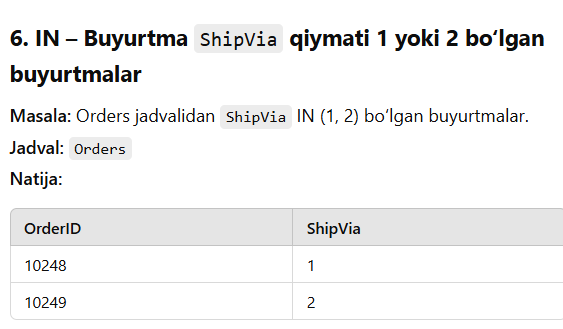 6. IN – Buyurtma ShipVia qiymati 1 yoki 2 bo‘lgan
buyurtmalar
Masala: Orders jadvalidan ShipVia IN (1, 2) bo‘lgan buyurtmalar.
Jadval: Orders
Natija:
OrderID ShipVia
10248 1
10249 2